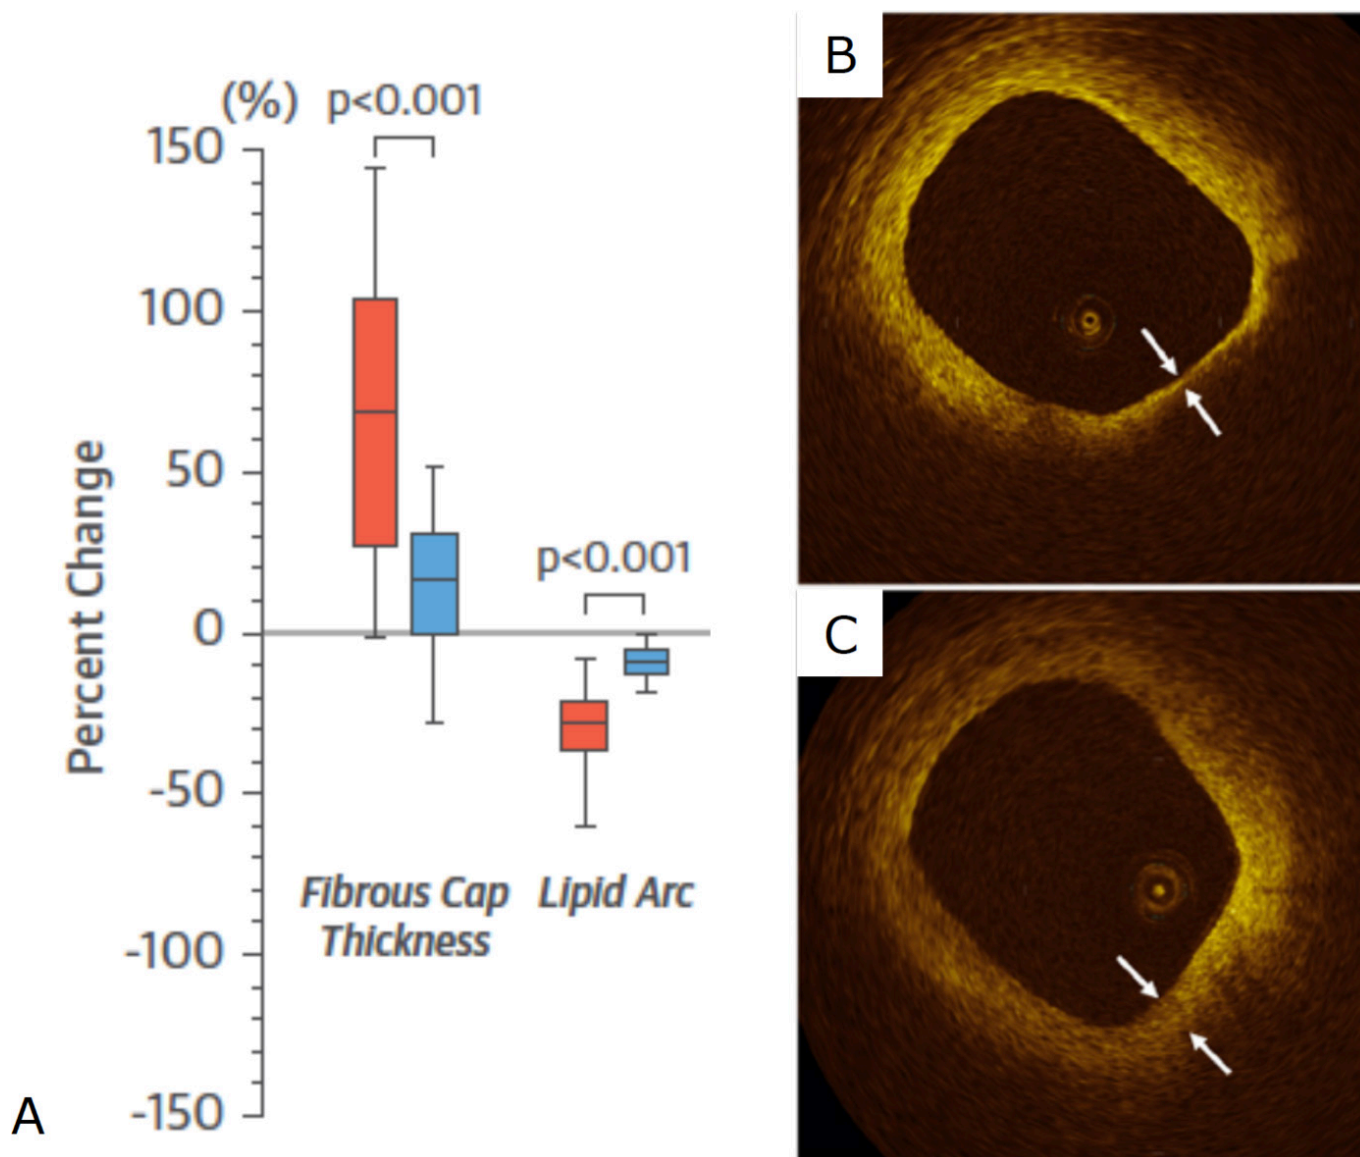 (%) p<0.001
150
100
50
0
-50
-100
-150
Percent Change
p<0.001
Fibrous Cap
Thickness
Lipid Arc
A
B
C